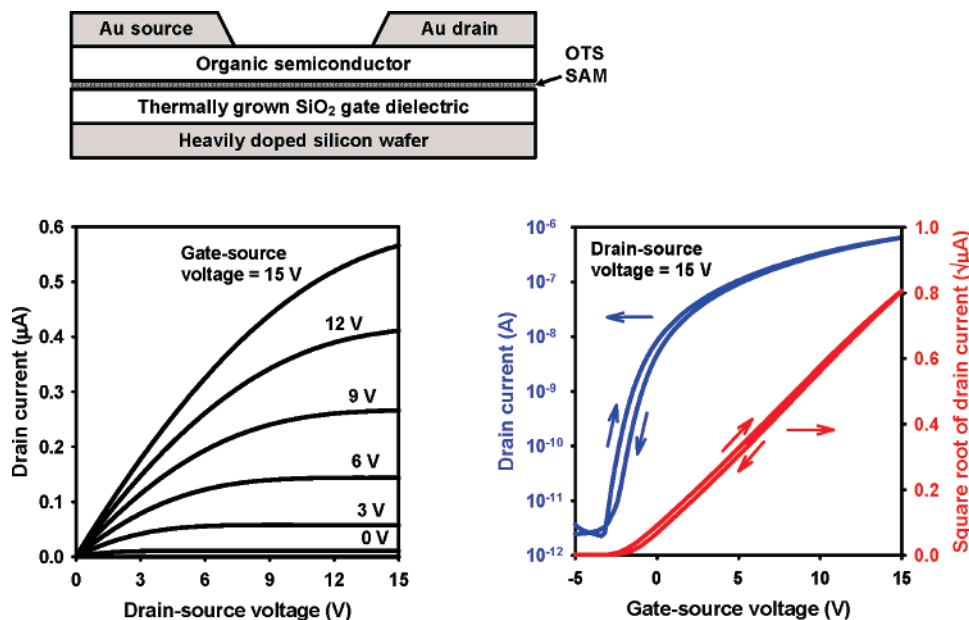 Au source
Au drain
Organic semiconductor
OTS
SAM
Thermally grown SiO₂ gate dielectric
Heavily doped silicon wafer
Drain current (μA)
0.6
0.5
0.4
0.3
0.2
0.1
0.0
Gate-source
voltage = 15 V
12 V
9 V
6 V
3 V
0 V
0
3
6
9
12
15
Drain-source voltage (V)
Drain current (A)
10⁻⁶
10⁻⁷
10⁻⁸
10⁻⁹
10⁻¹⁰
10⁻¹¹
10⁻¹²
Drain-source
voltage = 15 V
1.0
0.8
0.6
0.4
0.2
0.0
Square root of drain current (√μA)
-5
0
5
10
15
Gate-source voltage (V)